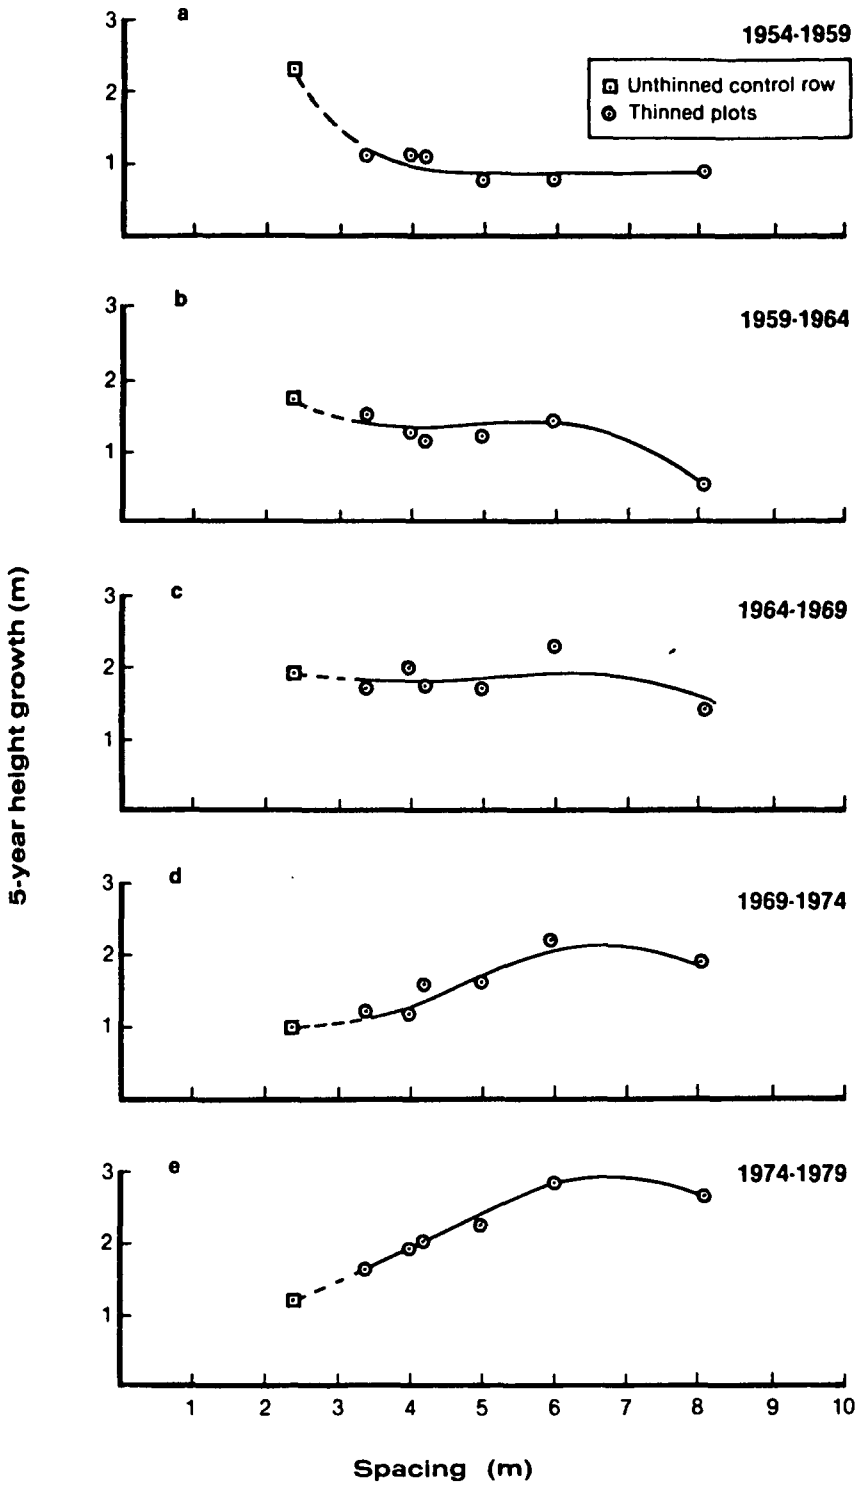 a
1954-1959
3
2
1
Unthinned control row
Thinned plots
b
1959-1964
3
2
1
c
1964-1969
3
2
1
d
1969-1974
3
2
1
e
1974-1979
3
2
1
1 2 3 4 5 6 7 8 9 10
Spacing (m)
5-year height growth (m)